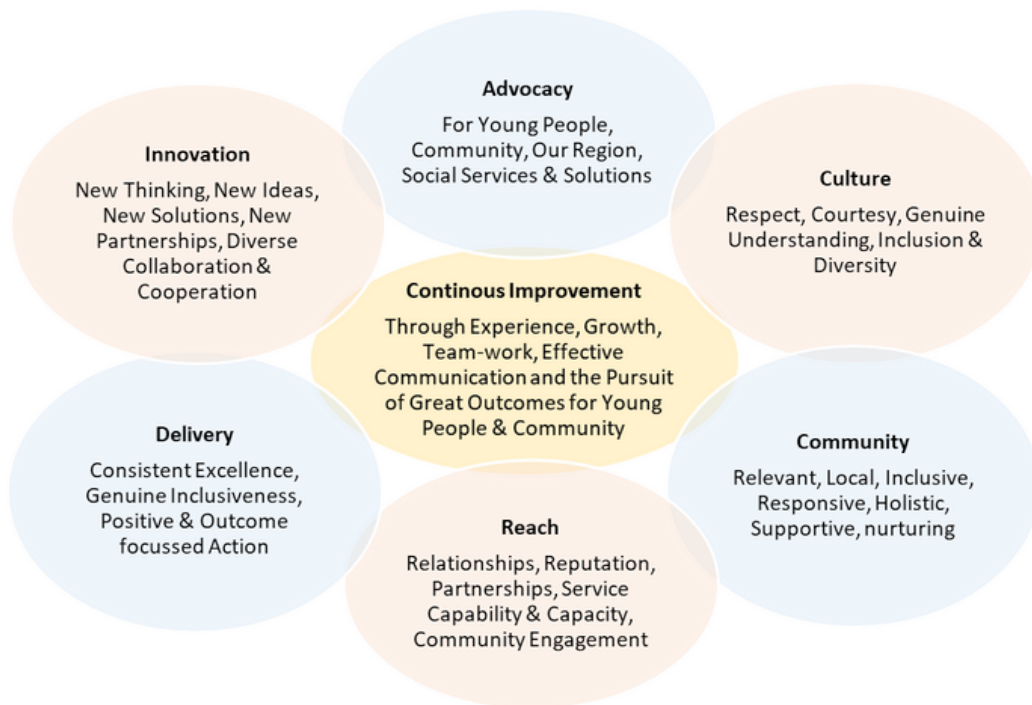 Advocacy
For Young People,
Community, Our Region,
Social Services & Solutions
Innovation
New Thinking, New Ideas,
New Solutions, New
Partnerships, Diverse
Collaboration &
Cooperation
Culture
Respect, Courtesy, Genuine
Understanding, Inclusion &
Diversity
Continous Improvement
Through Experience, Growth,
Team-work, Effective
Communication and the Pursuit
of Great Outcomes for Young
People & Community
Delivery
Consistent Excellence,
Genuine Inclusiveness,
Positive & Outcome
focussed Action
Community
Relevant, Local, Inclusive,
Responsive, Holistic,
Supportive, nurturing
Reach
Relationships, Reputation,
Partnerships, Service
Capability & Capacity,
Community Engagement